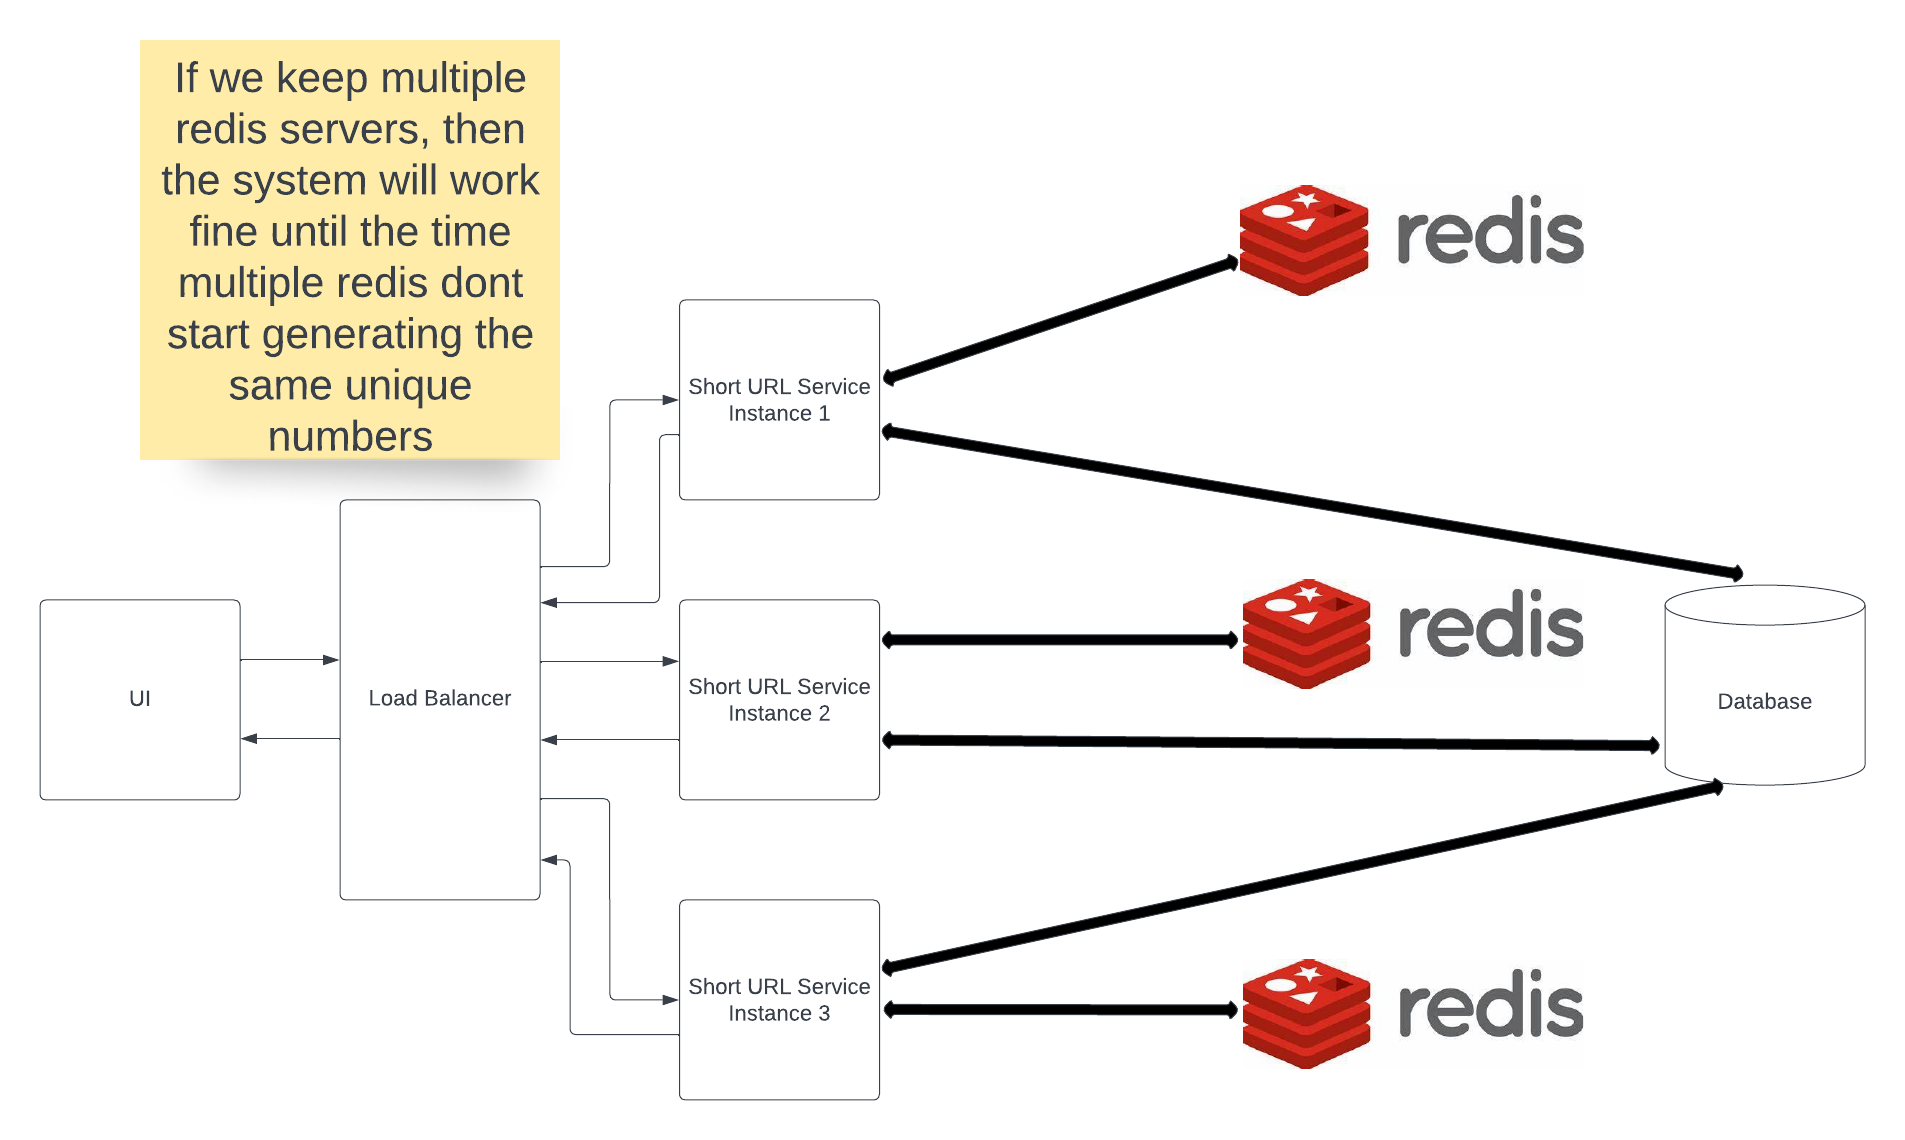 If we keep multiple
redis servers, then
the system will work
fine until the time
multiple redis dont
start generating the
same unique
numbers
redis
Short URL Service
Instance 1
redis
UI
Load Balancer
Short URL Service
Instance 2
Database
Short URL Service
Instance 3
redis